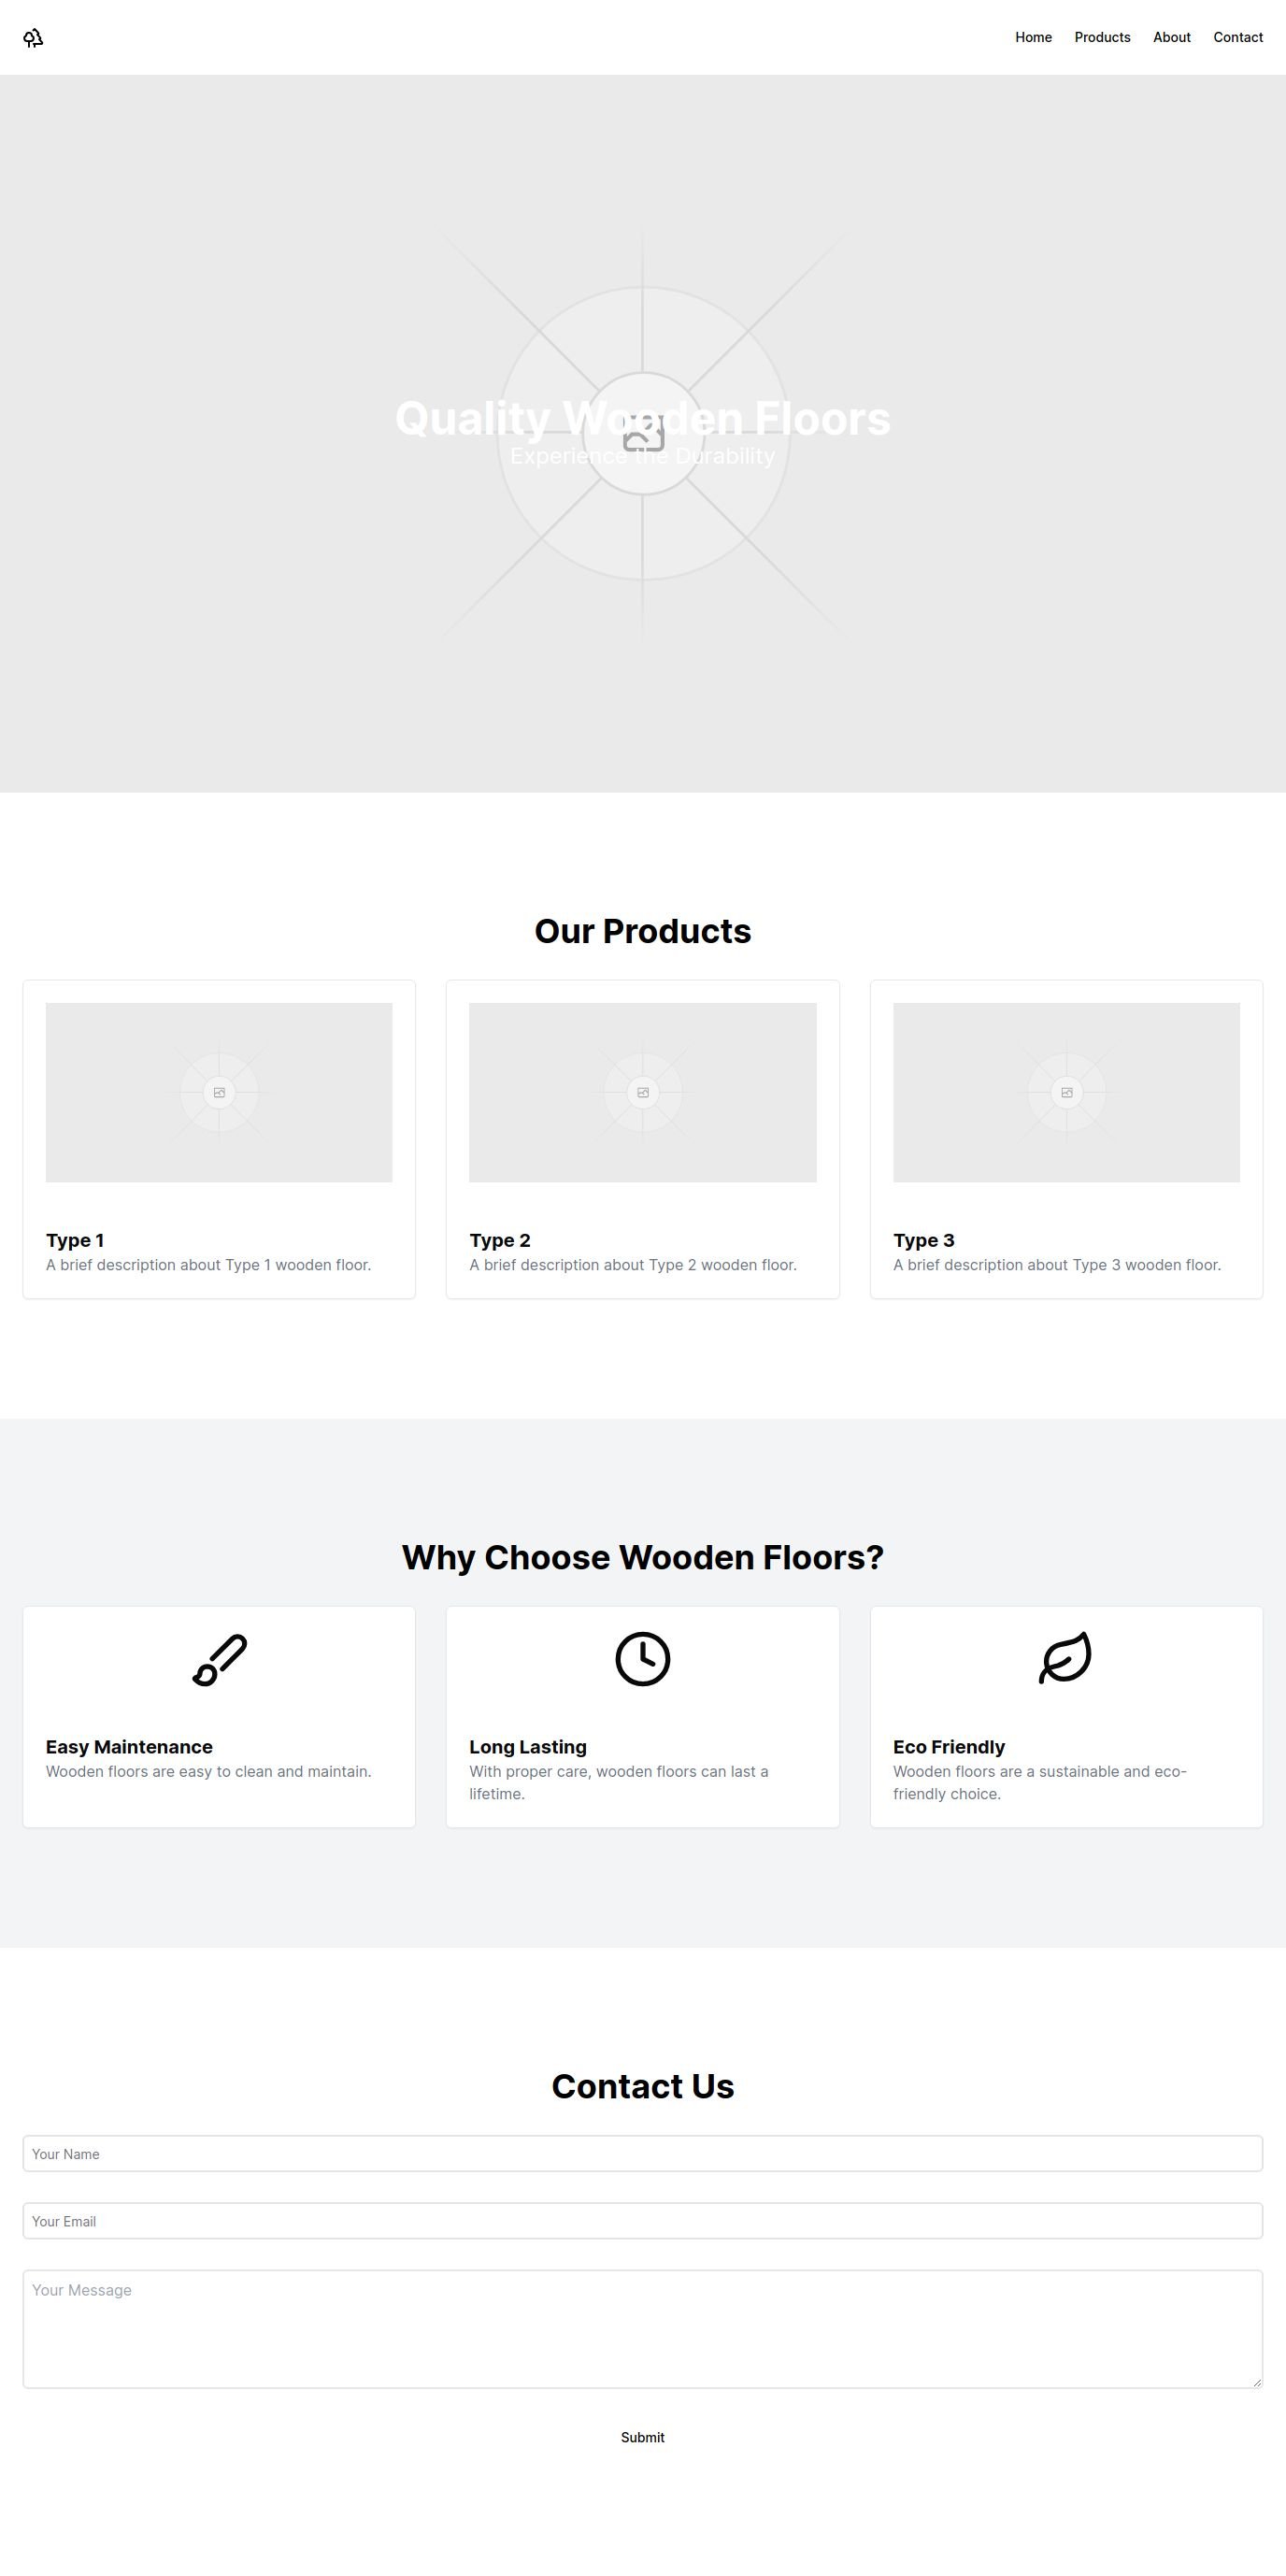 Home Products About Contact
Quality Wooden Floors
Experience the Durability
Our Products
Type 1
A brief description about Type 1 wooden floor.
Type 2
A brief description about Type 2 wooden floor.
Type 3
A brief description about Type 3 wooden floor.
Why Choose Wooden Floors?
Easy Maintenance
Wooden floors are easy to clean and maintain.
Long Lasting
With proper care, wooden floors can last a
lifetime.
Eco Friendly
Wooden floors are a sustainable and eco-
friendly choice.
Contact Us
Your Name
Your Email
Your Message
Submit